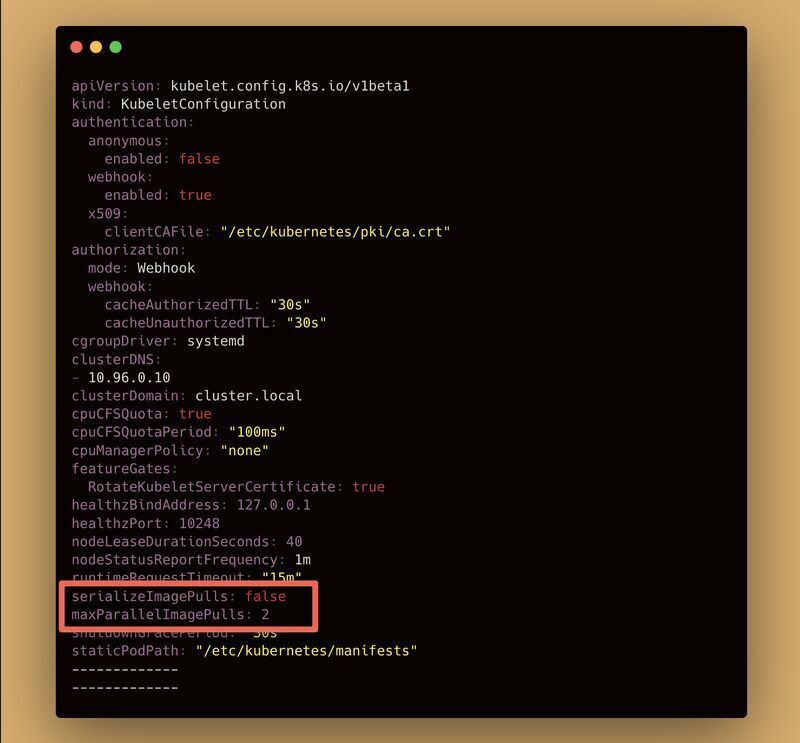 apiVersion: kubelet.config.k8s.io/v1beta1
kind: KubeletConfiguration
authentication:
  anonymous:
    enabled: false
  webhook:
    enabled: true
  x509:
    clientCAFile: "/etc/kubernetes/pki/ca.crt"
authorization:
  mode: Webhook
  webhook:
    cacheAuthorizedTTL: "30s"
    cacheUnauthorizedTTL: "30s"
cgroupDriver: systemd
clusterDNS:
- 10.96.0.10
clusterDomain: cluster.local
cpuCFSQuota: true
cpuCFSQuotaPeriod: "100ms"
cpuManagerPolicy: "none"
featureGates:
  RotateKubeletServerCertificate: true
healthzBindAddress: 127.0.0.1
healthzPort: 10248
nodeLeaseDurationSeconds: 40
nodeStatusReportFrequency: 1m
runtimeRequestTimeout: "15m"
serializeImagePulls: false
maxParallelImagePulls: 2
shutdownGracePeriod: "30s"
staticPodPath: "/etc/kubernetes/manifests"
-------------
-------------